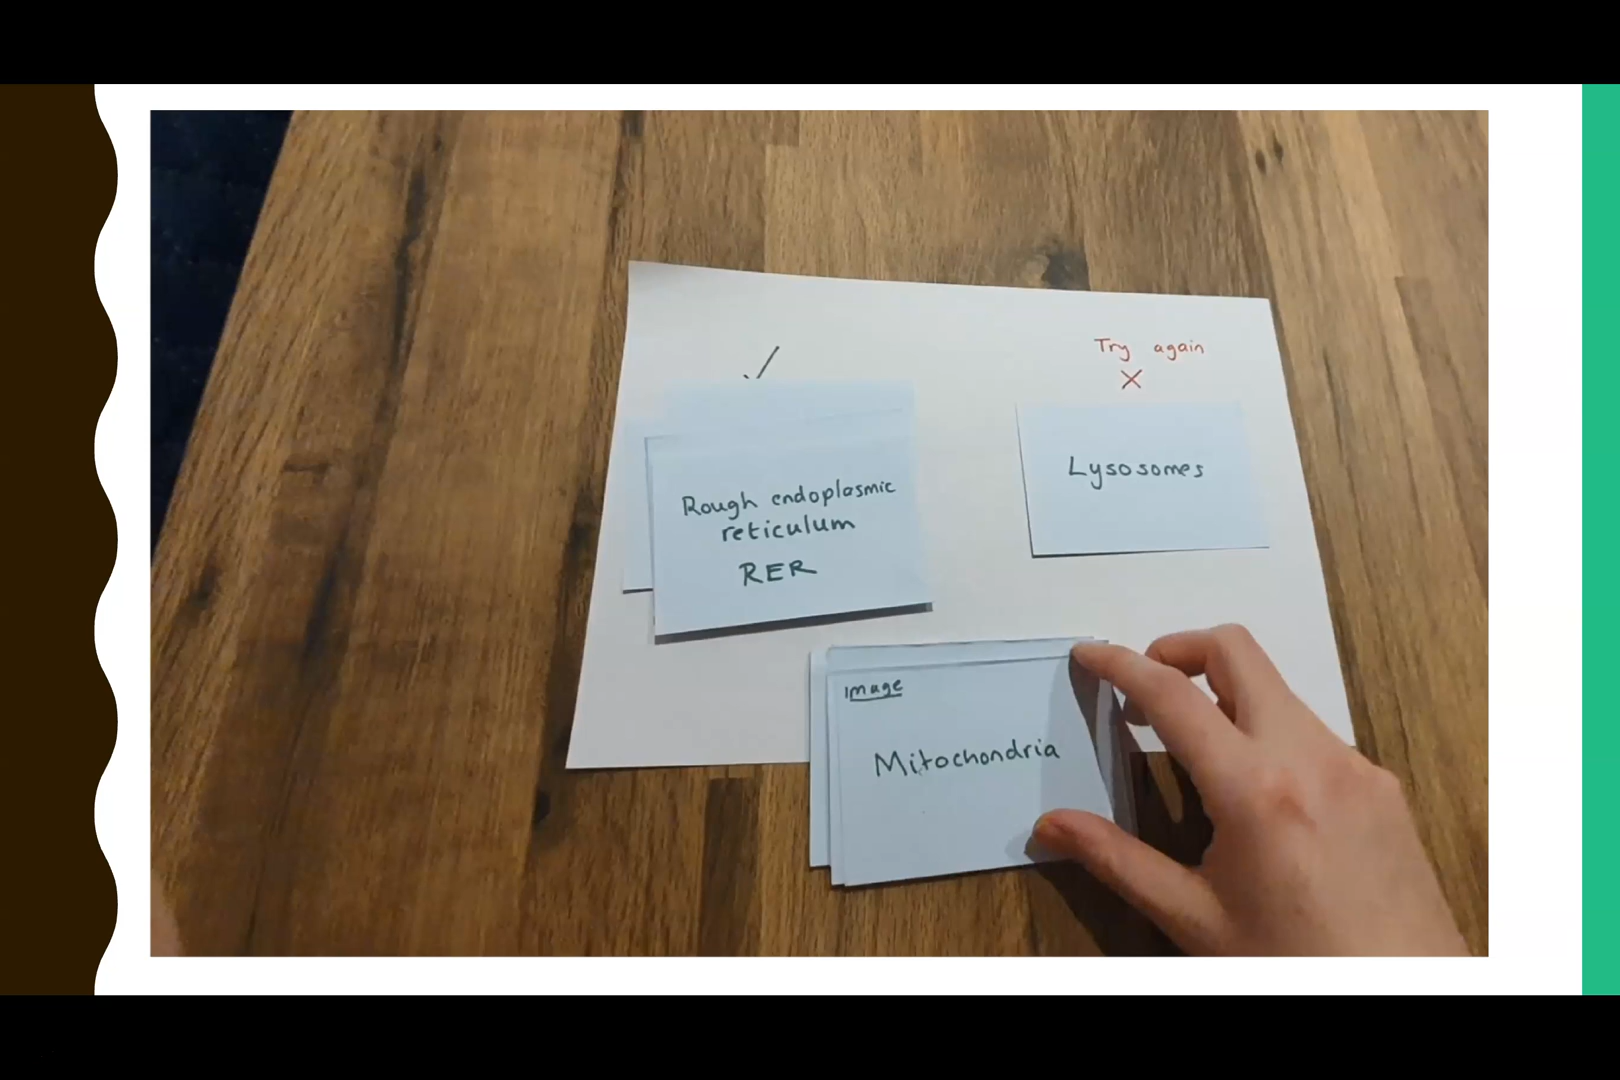 ✓
Try again
X
Rough endoplasmic
reticulum
RER
Lysosomes
Image
Mitochondria